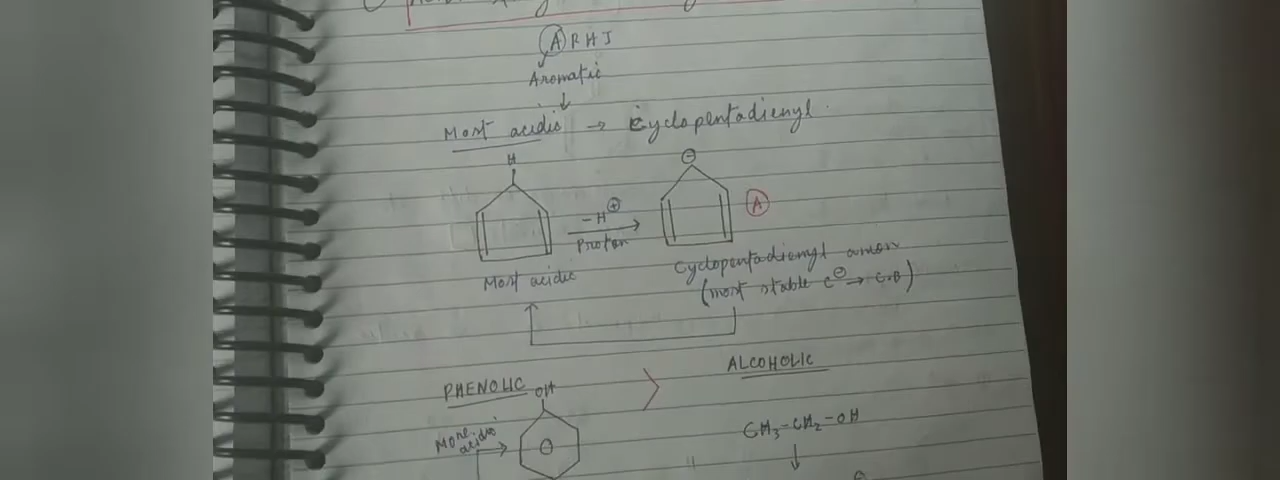 A R H I
Aromatic
↓
Most acidic → Cyclopentadienyl.
H
⊖
– H⊕
Proton
A
Most acidic
Cyclopentadienyl anion
(most stable C⊖ → C·B)
PHENOLIC > ALCOHOLIC
OH
More acidic →
CH3-CH2-OH
↓